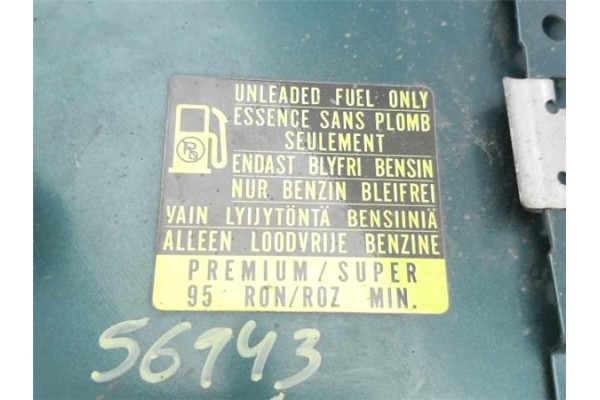 UNLEADED FUEL ONLY
ESSENCE SANS PLOMB
SEULEMENT
ENDAST BLYFRI BENSIN
NUR BENZIN BLEIFREI
VAIN LYIJYTÖNTÄ BENSIINIÄ
ALLEEN LOODVRIJE BENZINE
PREMIUM/SUPER
95 RON/ROZ MIN.
56943